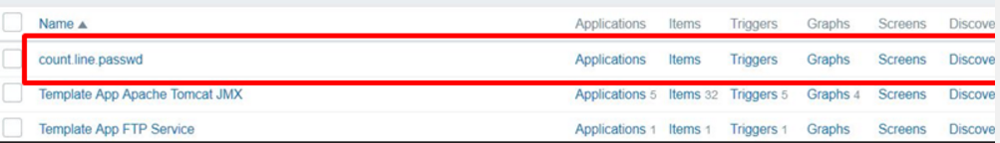 Name ▲ Applications Items Triggers Graphs Screens Discove
count.line.passwd Applications Items Triggers Graphs Screens Discove
Template App Apache Tomcat JMX Applications 5 Items 32 Triggers 5 Graphs 4 Screens Discove
Template App FTP Service Applications 1 Items 1 Triggers 1 Graphs Screens Discove